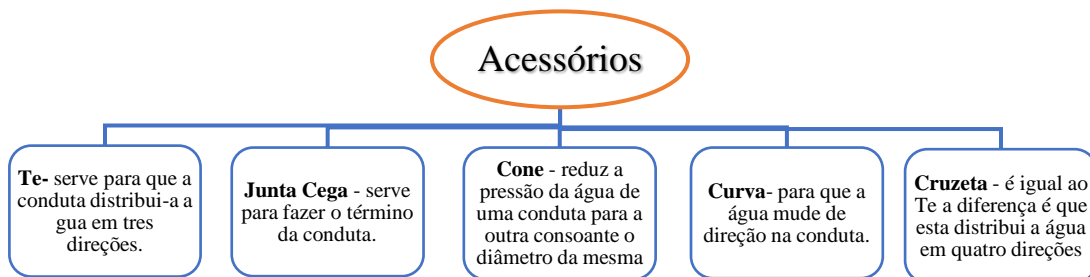 Acessórios
Te- serve para que a
conduta distribui-a a
gua em tres
direções.
Junta Cega - serve
para fazer o término
da conduta.
Cone - reduz a
pressão da água de
uma conduta para a
outra consoante o
diâmetro da mesma
Curva- para que a
água mude de
direção na conduta.
Cruzeta - é igual ao
Te a diferença é que
esta distribui a água
em quatro direções